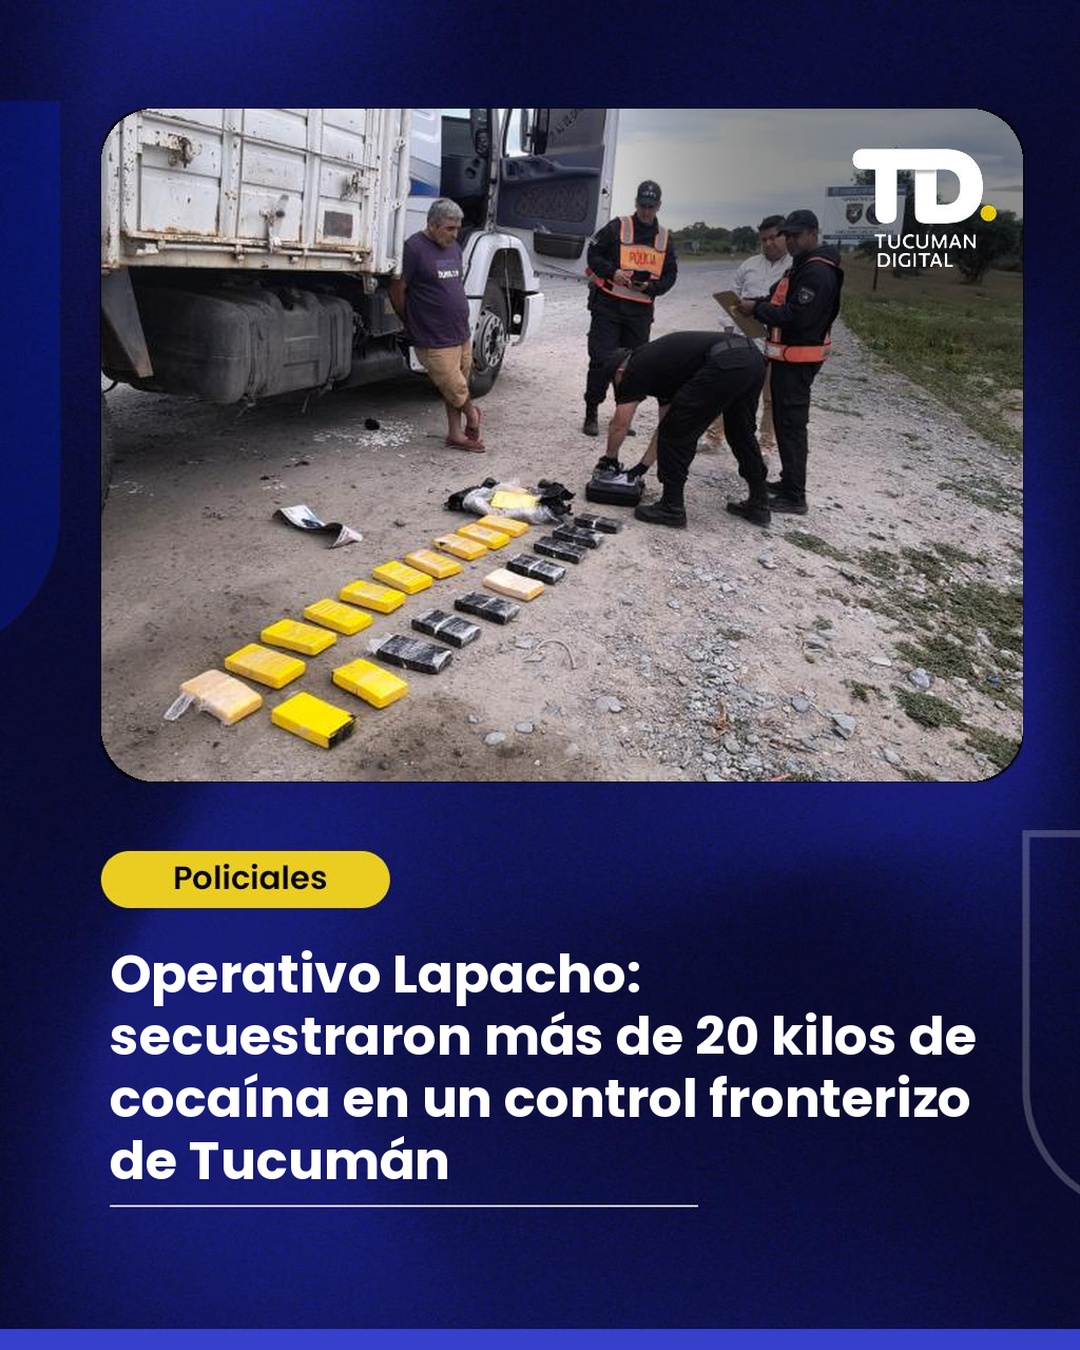 TD.
TUCUMAN
DIGITAL
POLICIA
Policiales
Operativo Lapacho:
secuestraron más de 20 kilos de
cocaína en un control fronterizo
de Tucumán